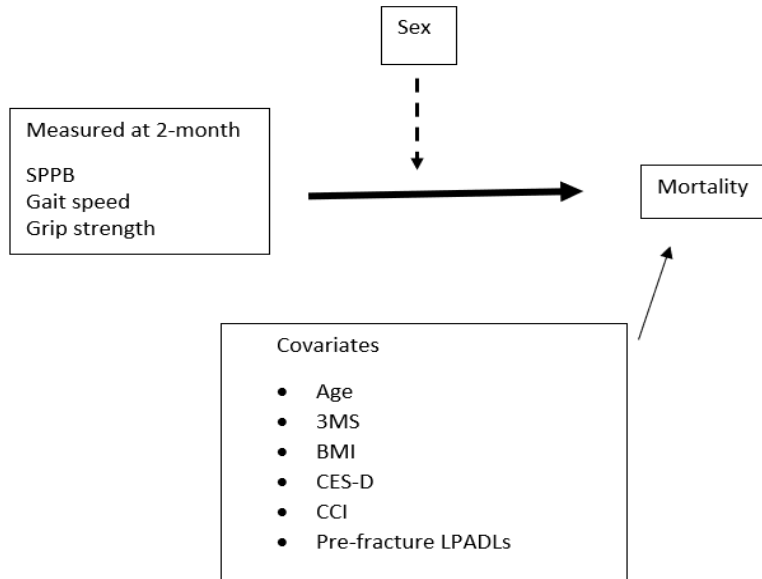 Sex
Measured at 2-month
SPPB
Gait speed
Grip strength
Mortality
Covariates
• Age
• 3MS
• BMI
• CES-D
• CCI
• Pre-fracture LPADLs